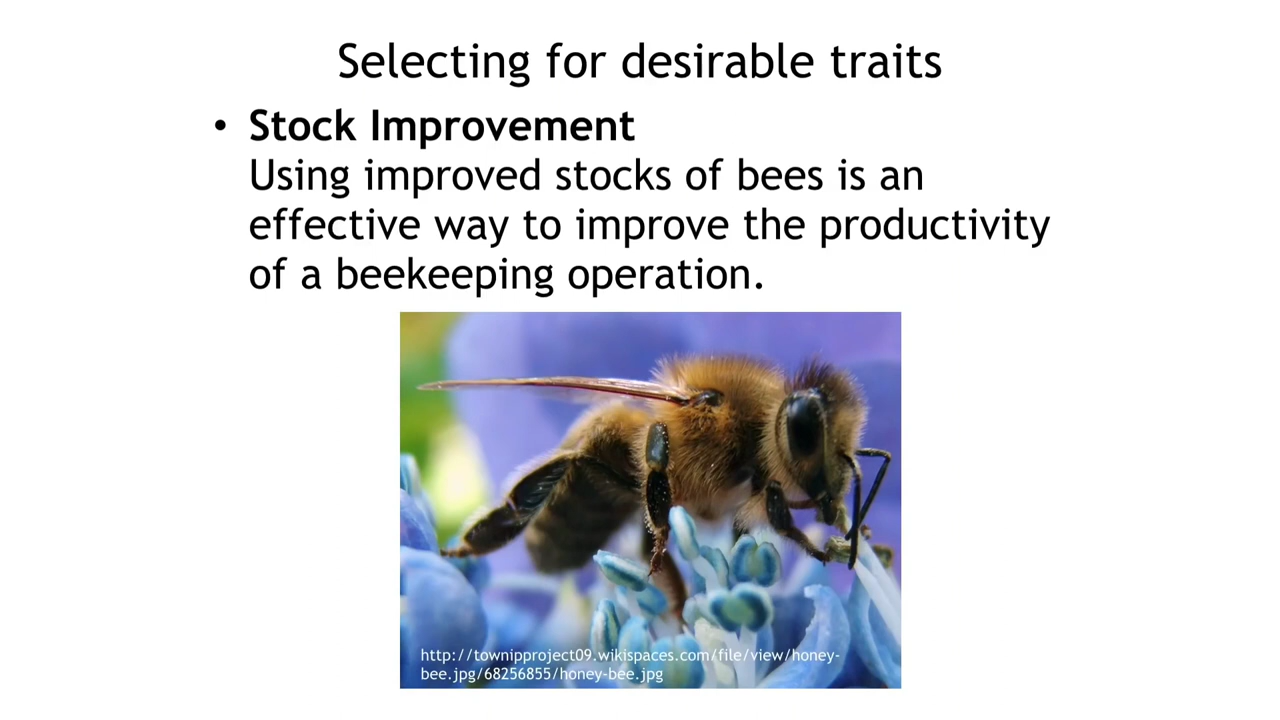 Selecting for desirable traits
• Stock Improvement
Using improved stocks of bees is an
effective way to improve the productivity
of a beekeeping operation.
http://townipproject09.wikispaces.com/file/view/honey-
bee.jpg/68256855/honey-bee.jpg